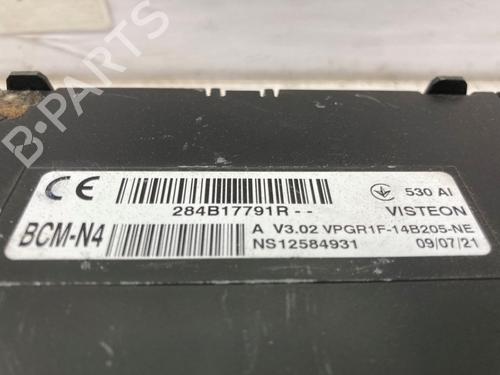 B-PARTS
CE
284B17791R--
530 AI
VISTEON
BCM-N4
A V3.02 VPGR1F-14B205-NE
NS12584931
09/07/21